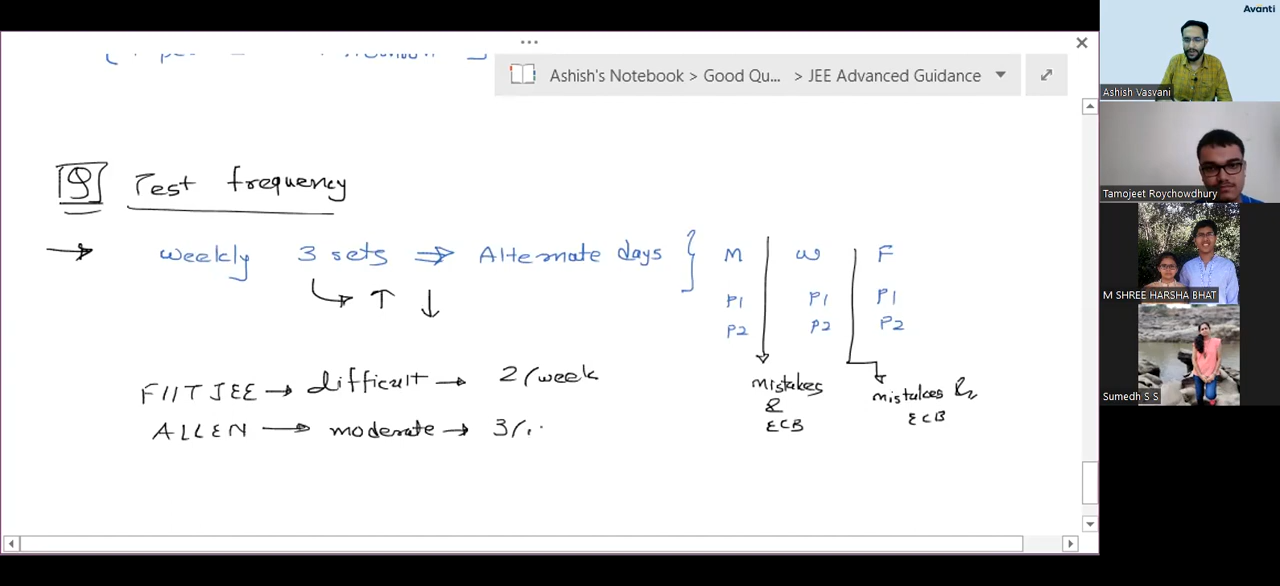 Avanti
Ashish's Notebook > Good Qu... > JEE Advanced Guidance
Ashish Vasvani
Q Test frequency
Tamojeet Roychowdhury
weekly 3 sets ⇒ Alternate days } M W F
↑ ↓ P1 P1 P1
P2 P2 P2
M SHREE HARSHA BHAT
FIITJEE → difficult → 2/week
mistakes & ECB
mistakes & ECB
ALLEN → moderate → 3/
Sumedh S S